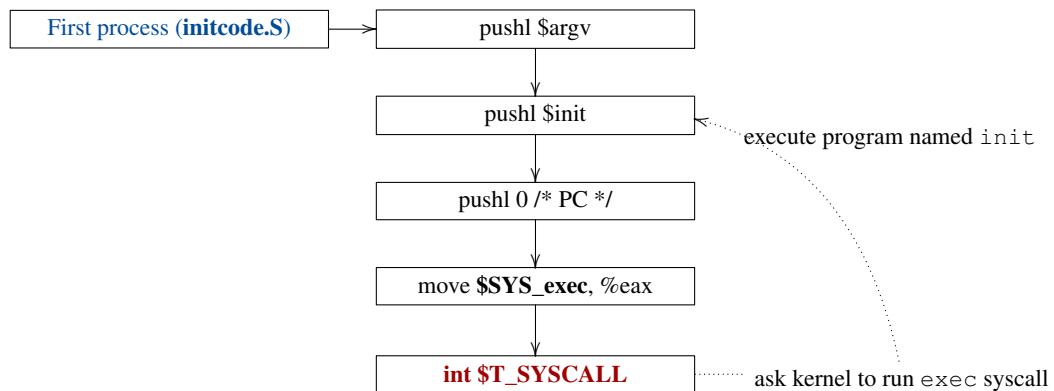 First process (initcode.S)
pushl $argv
pushl $init
execute program named init
pushl 0 /* PC */
move $SYS_exec, %eax
int $T_SYSCALL
ask kernel to run exec syscall